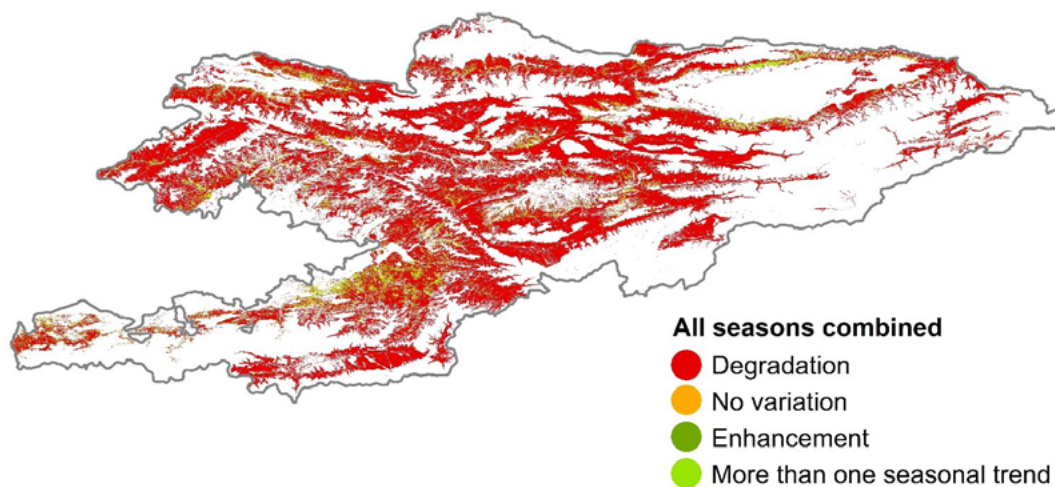 All seasons combined
Degradation
No variation
Enhancement
More than one seasonal trend